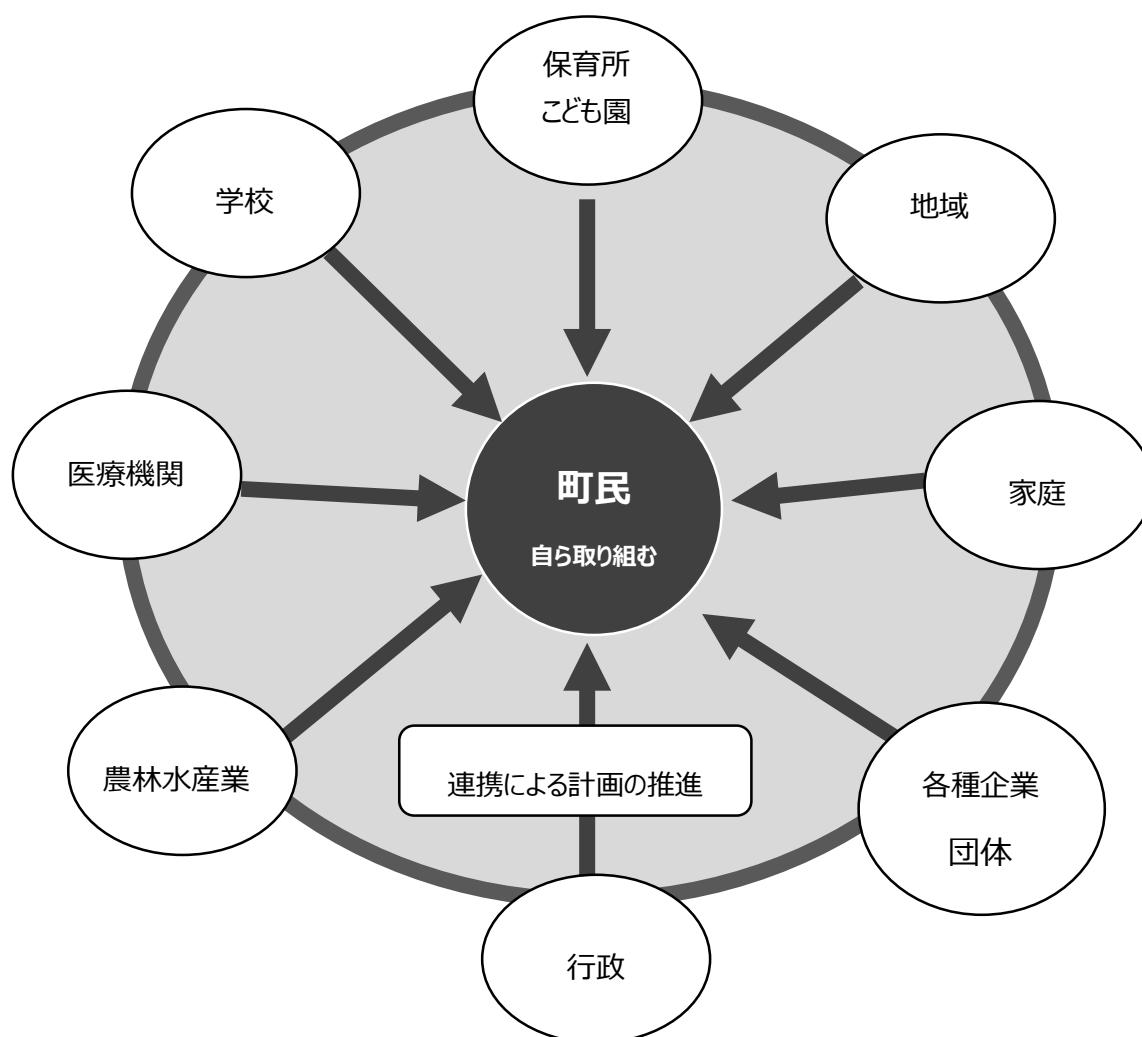 保育所
こども園
学校
地域
医療機関
町民
自ら取り組む
家庭
農林水産業
連携による計画の推進
各種企業
団体
行政